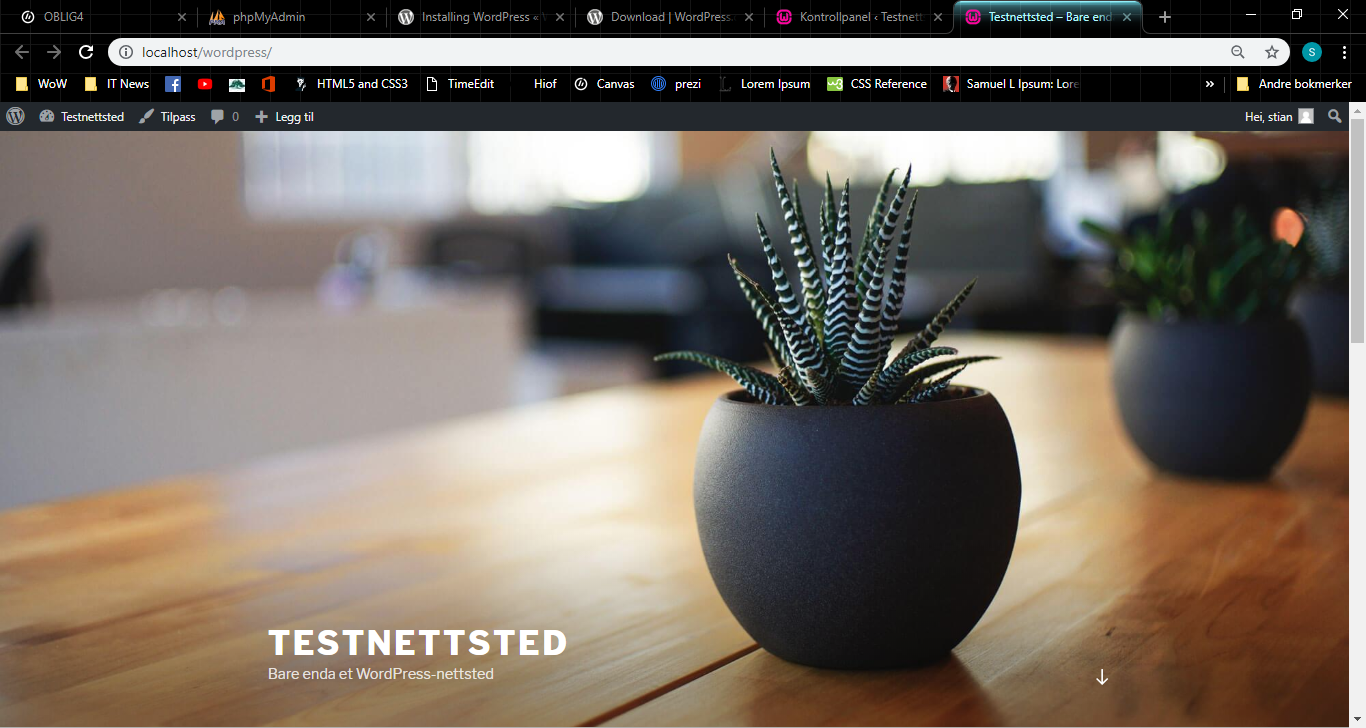 OBLIG4 phpMyAdmin Installing WordPress « Download | WordPress. Kontrollpanel ‹ Testnett Testnettsted – Bare end
localhost/wordpress/ S
WoW IT News HTML5 and CSS3 TimeEdit Hiof Canvas prezi Lorem Ipsum CSS Reference Samuel L Ipsum: Lore » Andre bokmerker
Testnettsted Tilpass 0 Legg til Hei, stian
TESTNETTSTED
Bare enda et WordPress-nettsted